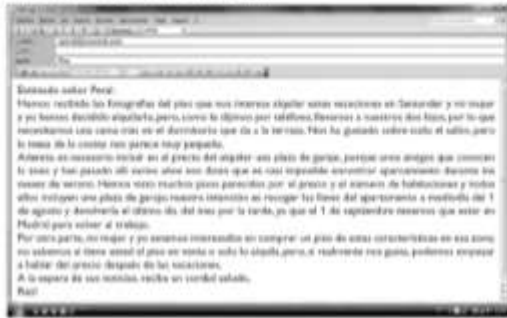 Estimado señor Peral:
Hemos recibido las fotografías del piso que nos interesa alquilar estas vacaciones en Santander y mi mujer
y yo hemos decidido alquilarlo, pero, como le dijimos por teléfono, llevamos a nuestros dos hijos, por lo que
necesitamos una cama más en el dormitorio que da a la terraza. Nos ha gustado sobre todo el salón, pero
la mesa de la cocina nos parece muy pequeña.
Además es necesario incluir en el precio del alquiler una plaza de garaje, porque unos amigos que conocen
la zona y han pasado allí varios años nos dicen que es casi imposible encontrar aparcamiento durante los
meses de verano. Hemos visto muchos pisos parecidos por el precio y el número de habitaciones y todos
ellos incluyen una plaza de garaje; nuestra intención es recoger las llaves del apartamento a mediodía del 1
de agosto y devolverla el último día del mes por la tarde, ya que el 1 de septiembre tenemos que estar en
Madrid para volver al trabajo.
Por otra parte, mi mujer y yo estamos interesados en comprar un piso de estas características en esa zona;
no sabemos si tiene usted el piso en venta o solo lo alquila, pero, si realmente nos gusta, podemos empezar
a hablar del precio después de las vacaciones.
A la espera de sus noticias, reciba un cordial saludo,
Raúl